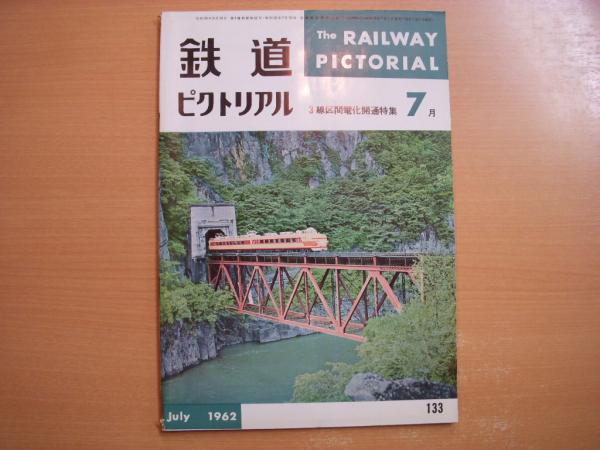 鉄道
ピクトリアル
The RAILWAY
PICTORIAL
3線区間電化開通特集 7月
July 1962
133